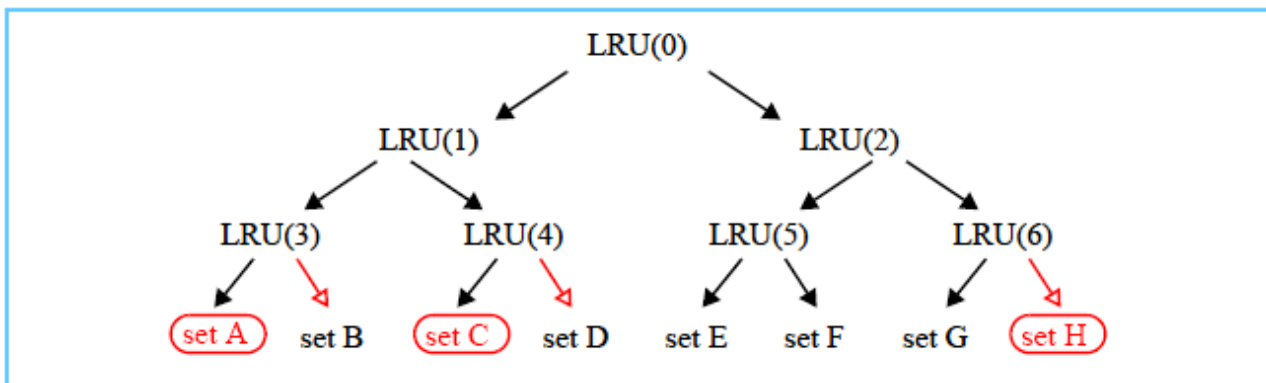 LRU(0)
LRU(1) LRU(2)
LRU(3) LRU(4) LRU(5) LRU(6)
set A set B set C set D set E set F set G set H